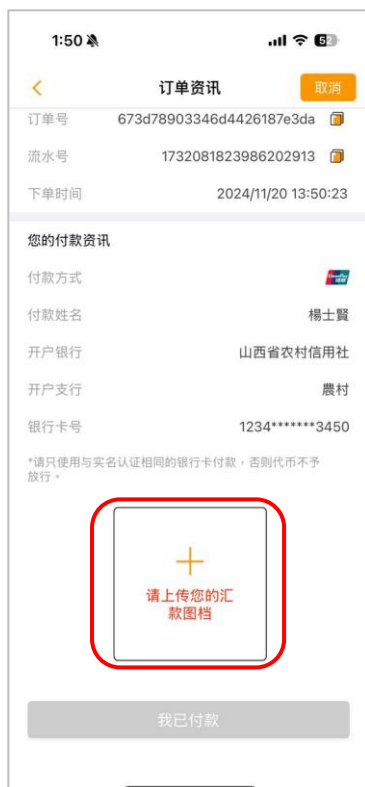 1:50
52
订单资讯
取消
订单号 673d78903346d4426187e3da
流水号 1732081823986202913
下单时间 2024/11/20 13:50:23
您的付款资讯
付款方式
付款姓名 楊士賢
开户银行 山西省农村信用社
开户支行 農村
银行卡号 1234*******3450
*请只使用与实名认证相同的银行卡付款，否则代币不予
放行。
请上传您的汇
款图档
我已付款